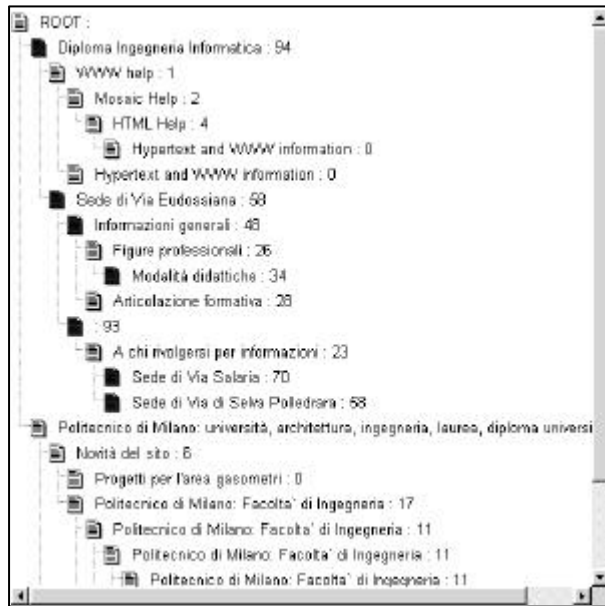 ROOT :
Diploma Ingegneria Informatica : 94
WWW help : 1
Mosaic Help : 2
HTML Help : 4
Hypertext and WWW information : 0
Hypertext and WWW information : 0
Sede di Via Eudossiana : 58
Informazioni generali : 48
Figure professionali : 26
Modalità didattiche : 34
Articolazione formativa : 28
: 93
A chi rivolgersi per informazioni : 23
Sede di Via Salaria : 70
Sede di Via di Selva Polledrara : 58
Politecnico di Milano: università, architettura, ingegneria, laurea, diploma universi
Novità del sito : 6
Progetti per l'area gasometri : 0
Politecnico di Milano: Facolta` di Ingegneria : 17
Politecnico di Milano: Facolta` di Ingegneria : 11
Politecnico di Milano: Facolta` di Ingegneria : 11
Politecnico di Milano: Facolta` di Ingegneria : 11